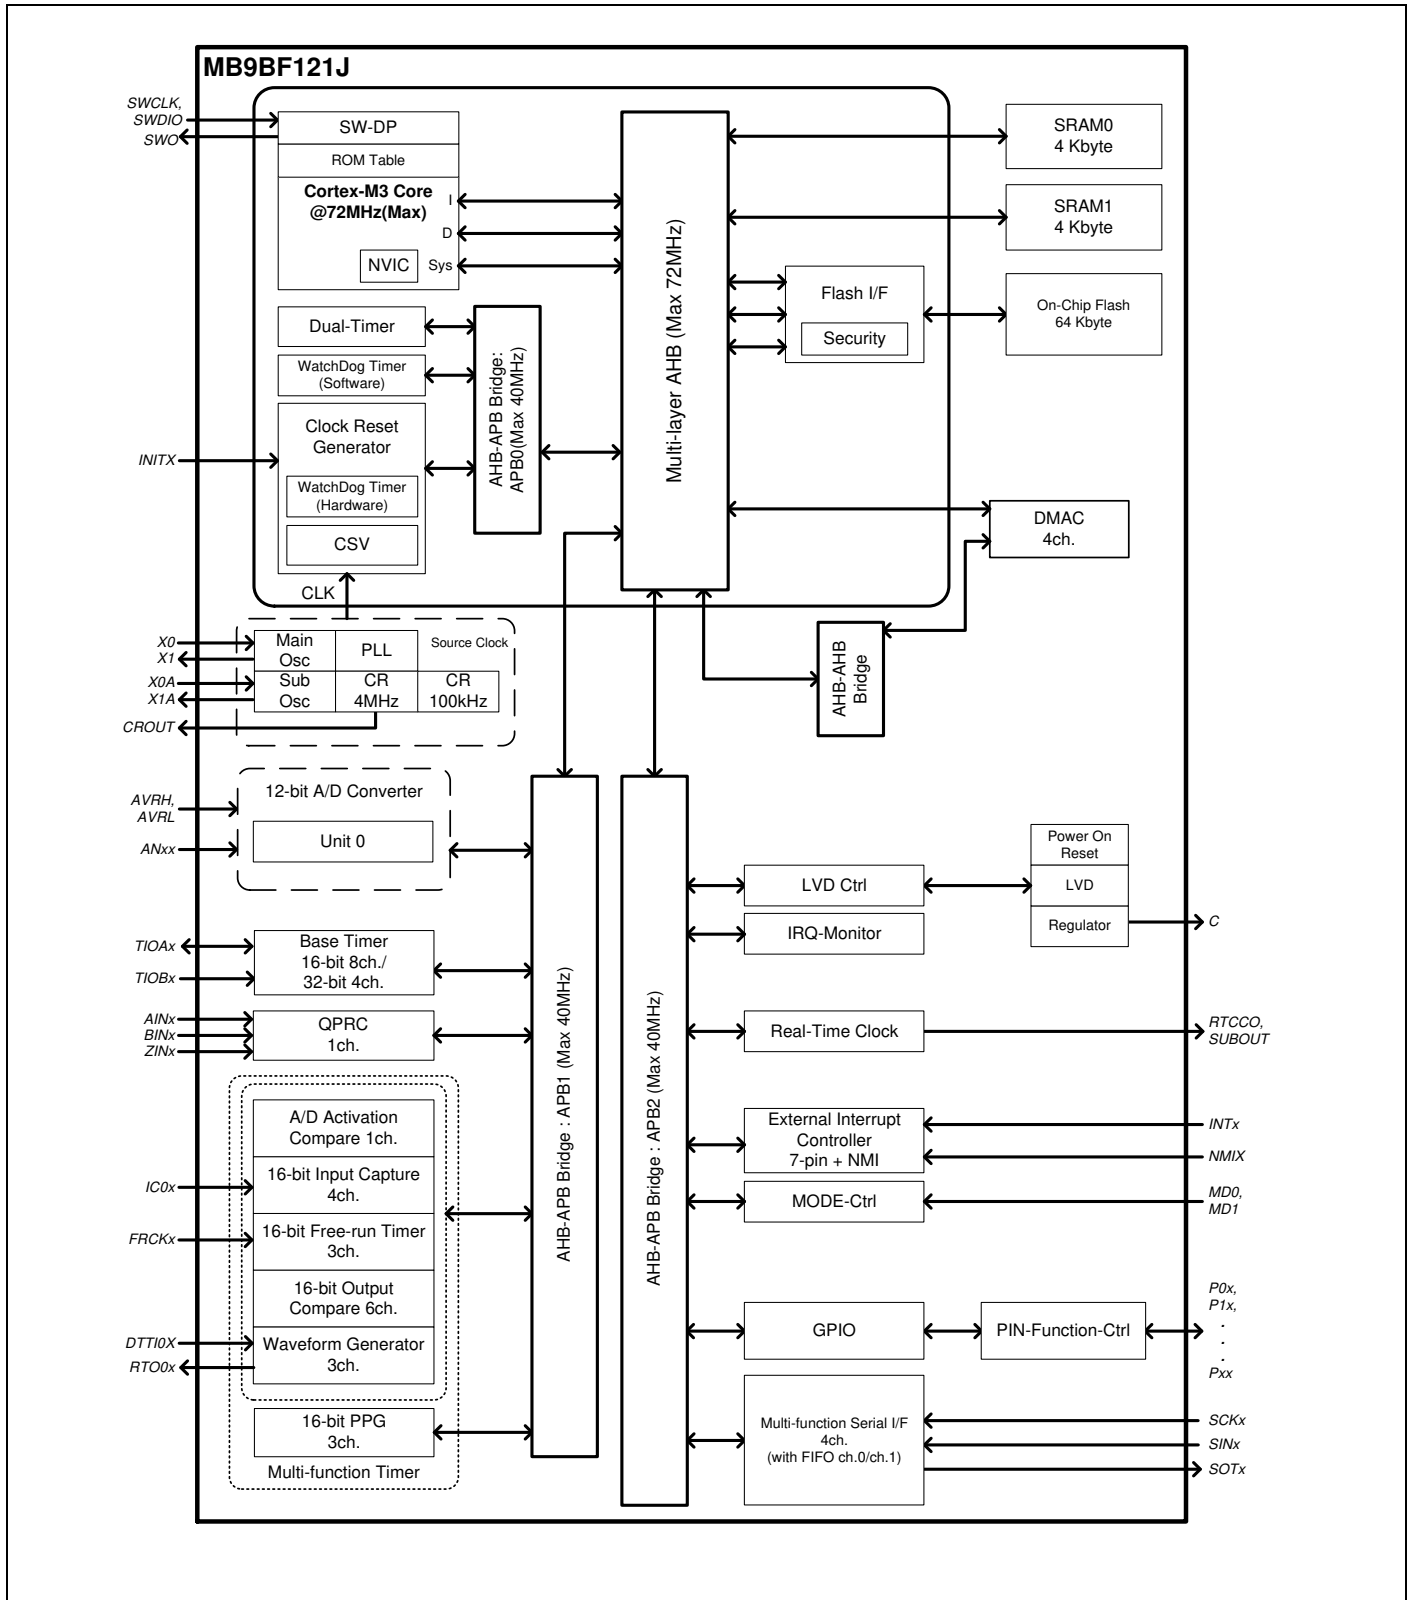 MB9BF121J
SWCLK,
SWDIO
SWO
SW-DP
ROM Table
Cortex-M3 Core
@72MHz(Max)
I
D
Sys
NVIC
Multi-layer AHB (Max 72MHz)
SRAM0
4 Kbyte
SRAM1
4 Kbyte
Flash I/F
Security
On-Chip Flash
64 Kbyte
Dual-Timer
WatchDog Timer
(Software)
Clock Reset
Generator
WatchDog Timer
(Hardware)
CSV
INITX
AHB-APB Bridge:
APB0(Max 40MHz)
DMAC
4ch.
CLK
X0
X1
X0A
X1A
CROUT
Main
Osc
PLL
Source Clock
Sub
Osc
CR
4MHz
CR
100kHz
AHB-AHB
Bridge
AVRH,
AVRL
ANxx
12-bit A/D Converter
Unit 0
Power On
Reset
LVD
Regulator
C
LVD Ctrl
IRQ-Monitor
TIOAx
TIOBx
Base Timer
16-bit 8ch./
32-bit 4ch.
AINx
BINx
ZINx
QPRC
1ch.
AHB-APB Bridge : APB1 (Max 40MHz)
AHB-APB Bridge : APB2 (Max 40MHz)
Real-Time Clock
RTCCO,
SUBOUT
A/D Activation
Compare 1ch.
16-bit Input Capture
4ch.
16-bit Free-run Timer
3ch.
16-bit Output
Compare 6ch.
Waveform Generator
3ch.
IC0x
FRCKx
DTTI0X
RTO0x
16-bit PPG
3ch.
Multi-function Timer
External Interrupt
Controller
7-pin + NMI
INTx
NMIX
MODE-Ctrl
MD0,
MD1
GPIO
PIN-Function-Ctrl
P0x,
P1x,
.
.
.
Pxx
Multi-function Serial I/F
4ch.
(with FIFO ch.0/ch.1)
SCKx
SINx
SOTx